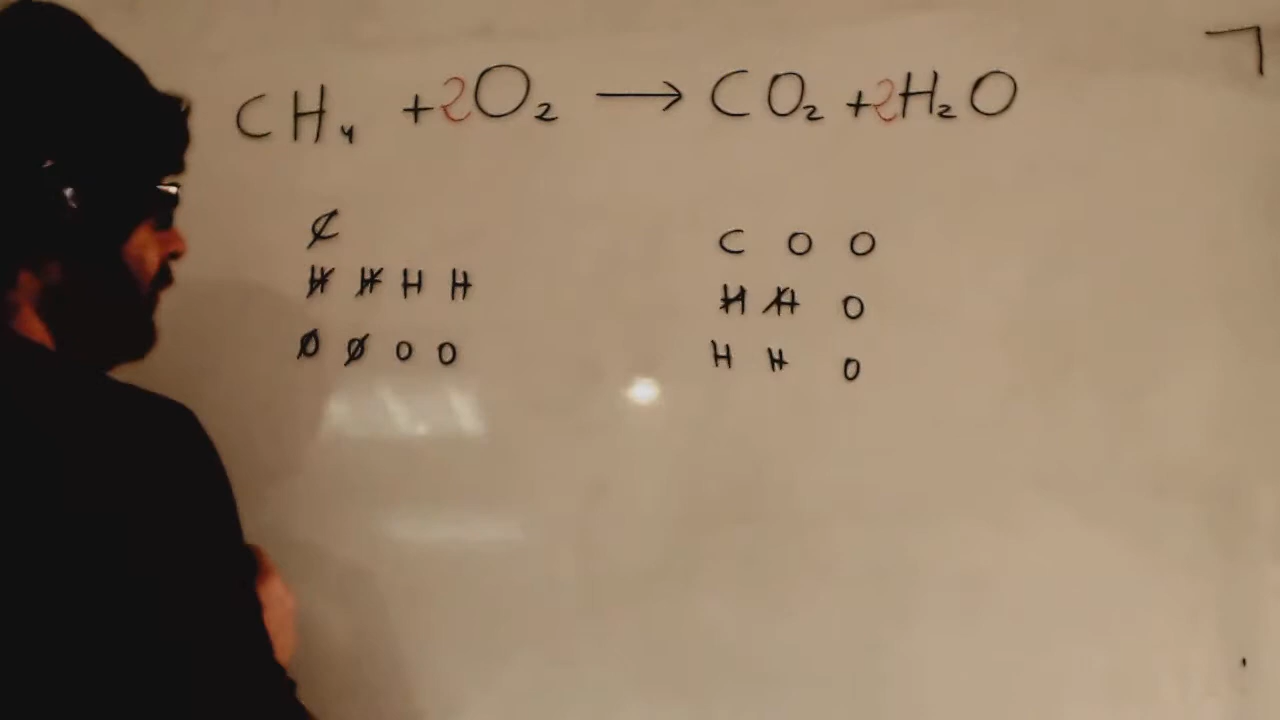 CH₄ + 2O₂ → CO₂ + 2H₂O
C C O O
H H H H H H O
O O O O H H O